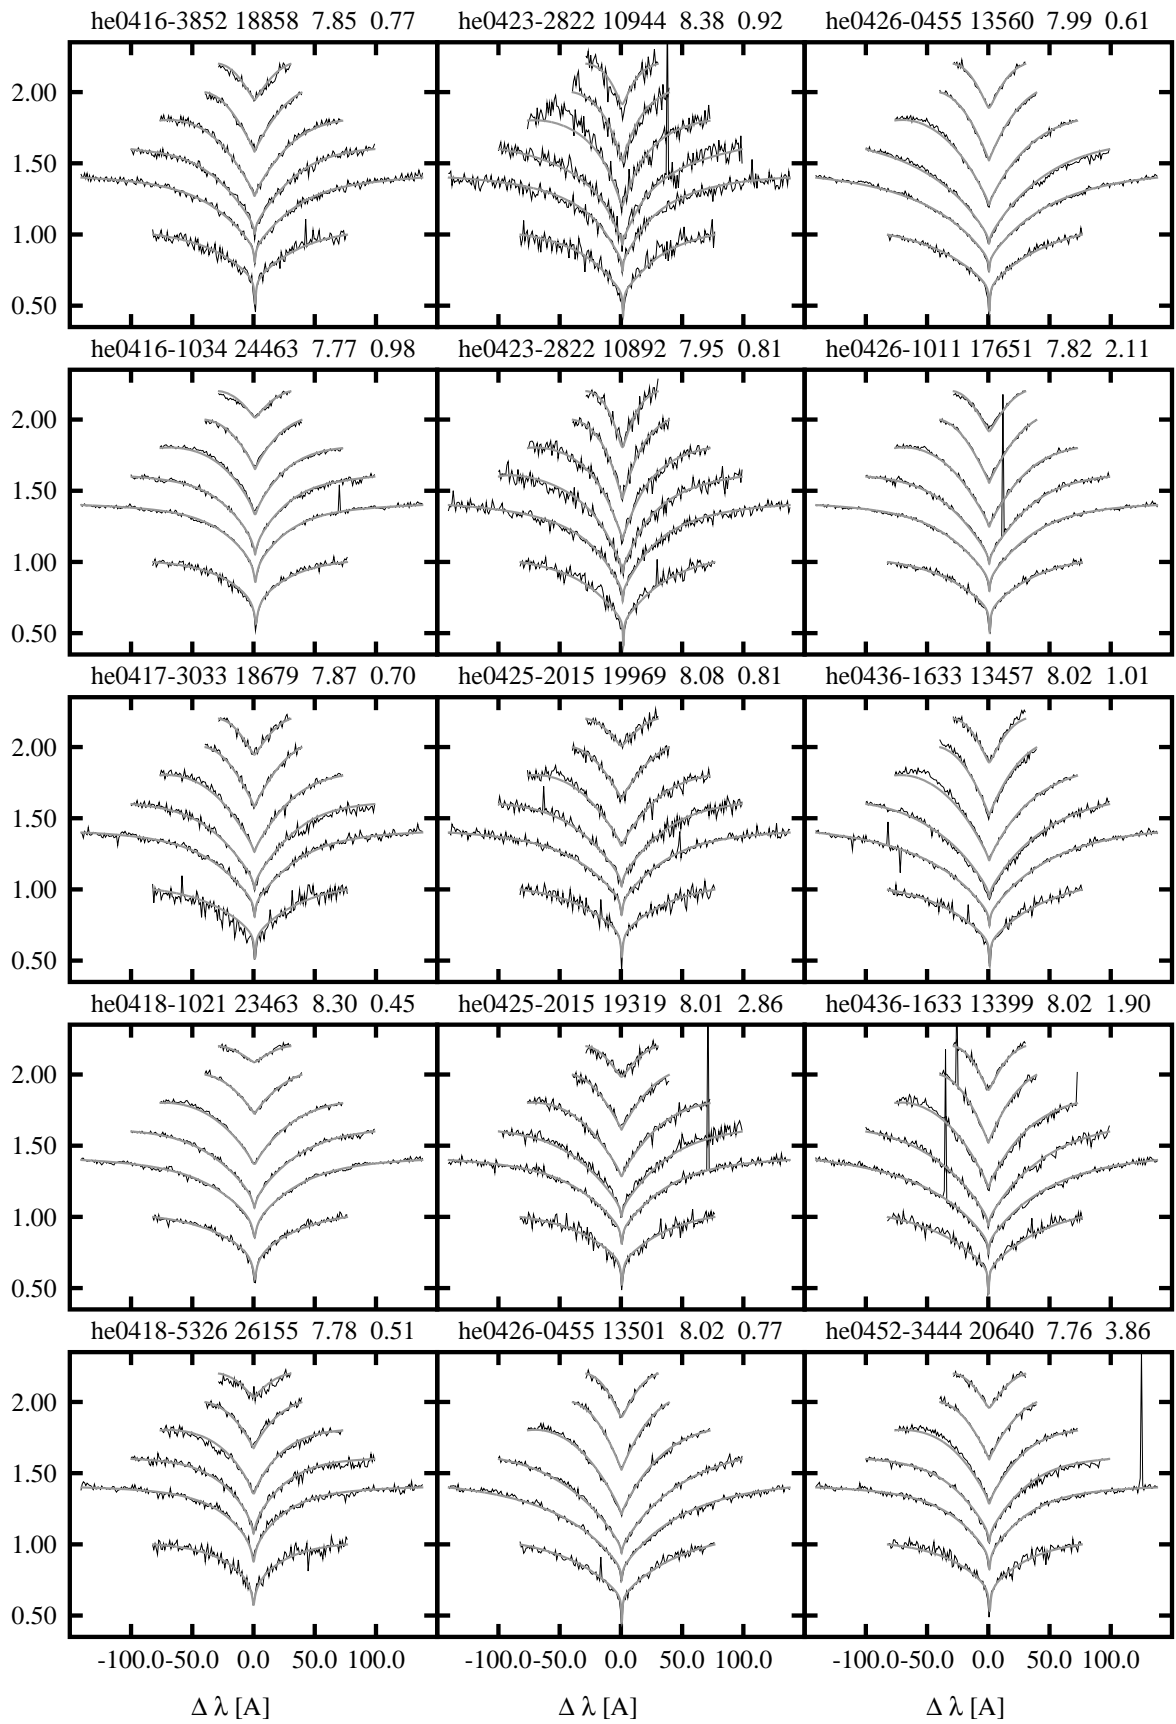 he0416-3852 18858 7.85 0.77
he0423-2822 10944 8.38 0.92
he0426-0455 13560 7.99 0.61
2.00
1.50
1.00
0.50
he0416-1034 24463 7.77 0.98
he0423-2822 10892 7.95 0.81
he0426-1011 17651 7.82 2.11
2.00
1.50
1.00
0.50
he0417-3033 18679 7.87 0.70
he0425-2015 19969 8.08 0.81
he0436-1633 13457 8.02 1.01
2.00
1.50
1.00
0.50
he0418-1021 23463 8.30 0.45
he0425-2015 19319 8.01 2.86
he0436-1633 13399 8.02 1.90
2.00
1.50
1.00
0.50
he0418-5326 26155 7.78 0.51
he0426-0455 13501 8.02 0.77
he0452-3444 20640 7.76 3.86
2.00
1.50
1.00
0.50
-100.0 -50.0 0.0 50.0 100.0
-100.0 -50.0 0.0 50.0 100.0
-100.0 -50.0 0.0 50.0 100.0
Δ λ [A]
Δ λ [A]
Δ λ [A]